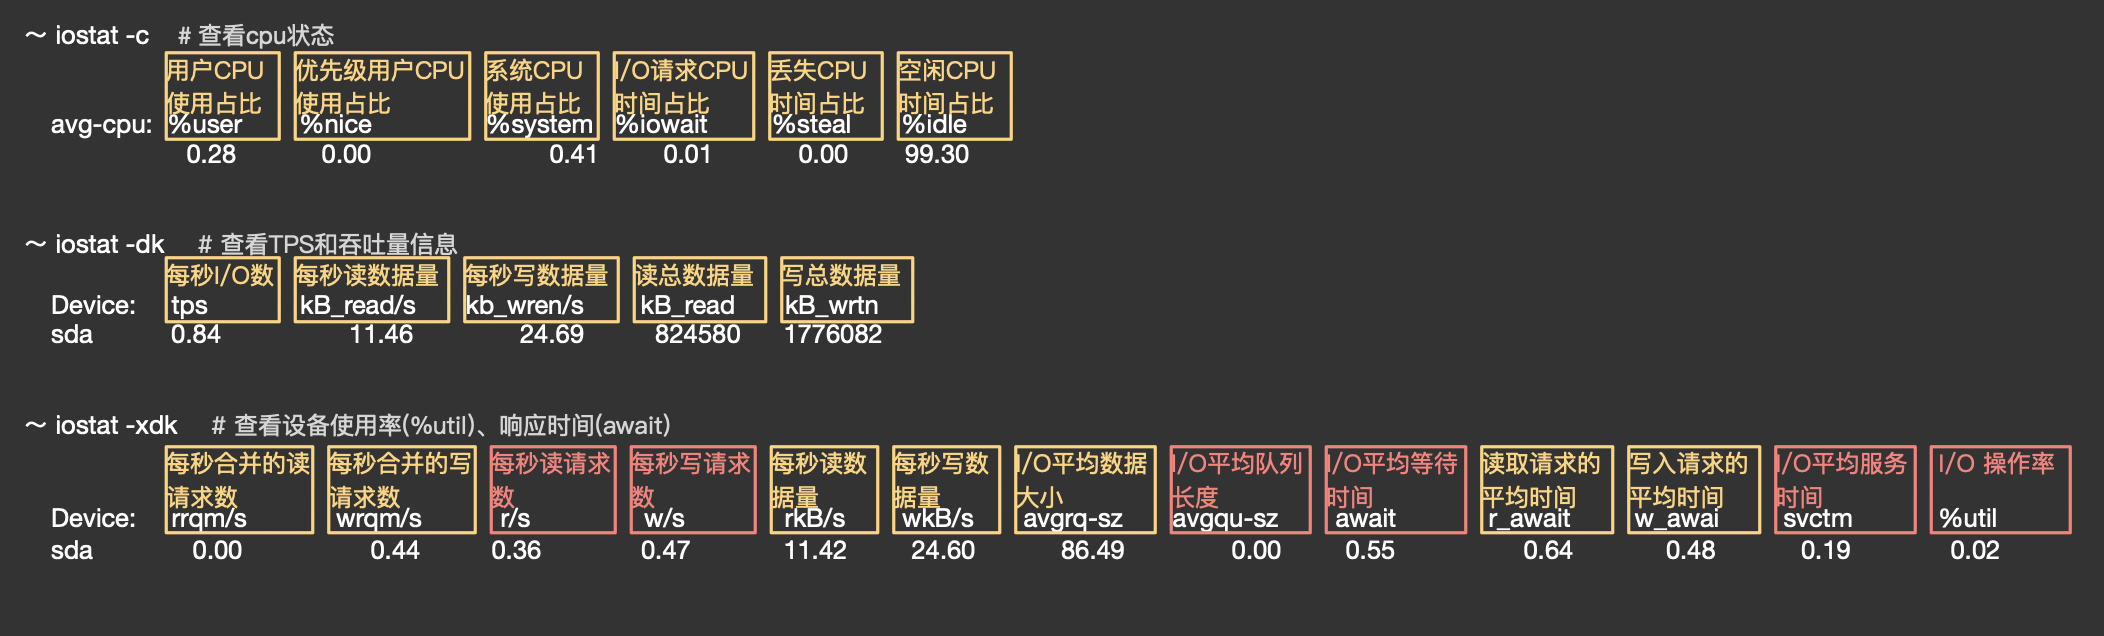 ～ iostat -c # 查看cpu状态
用户CPU 优先级用户CPU 系统CPU I/O请求CPU 丢失CPU 空闲CPU
使用占比 使用占比 使用占比 时间占比 时间占比 时间占比
avg-cpu: %user %nice %system %iowait %steal %idle
0.28 0.00 0.41 0.01 0.00 99.30
～ iostat -dk # 查看TPS和吞吐量信息
每秒I/O数 每秒读数据量 每秒写数据量 读总数据量 写总数据量
Device: tps kB_read/s kb_wren/s kB_read kB_wrtn
sda 0.84 11.46 24.69 824580 1776082
～ iostat -xdk # 查看设备使用率(%util)、响应时间(await)
每秒合并的读 每秒合并的写 每秒读请求 每秒写请求 每秒读数 每秒写数 I/O平均数据 I/O平均队列 I/O平均等待 读取请求的 写入请求的 I/O平均服务 I/O 操作率
请求数 请求数 数 数 据量 据量 大小 长度 时间 平均时间 平均时间 时间
Device: rrqm/s wrqm/s r/s w/s rkB/s wkB/s avgrq-sz avgqu-sz await r_await w_awai svctm %util
sda 0.00 0.44 0.36 0.47 11.42 24.60 86.49 0.00 0.55 0.64 0.48 0.19 0.02